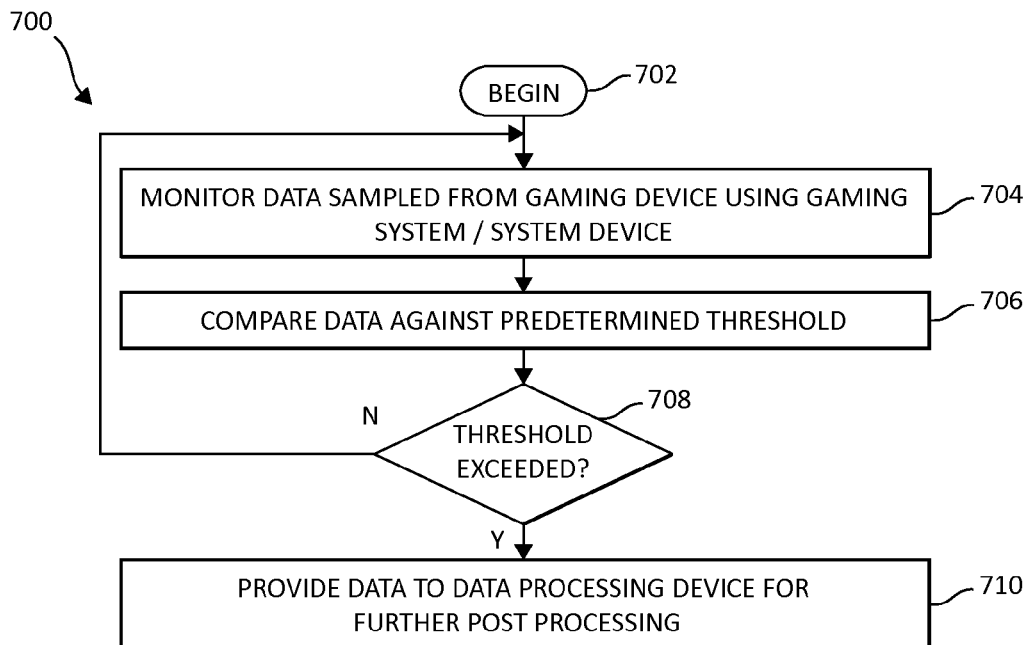 700
BEGIN
702
MONITOR DATA SAMPLED FROM GAMING DEVICE USING GAMING
SYSTEM / SYSTEM DEVICE
704
COMPARE DATA AGAINST PREDETERMINED THRESHOLD
706
708
N
THRESHOLD
EXCEEDED?
Y
PROVIDE DATA TO DATA PROCESSING DEVICE FOR
FURTHER POST PROCESSING
710